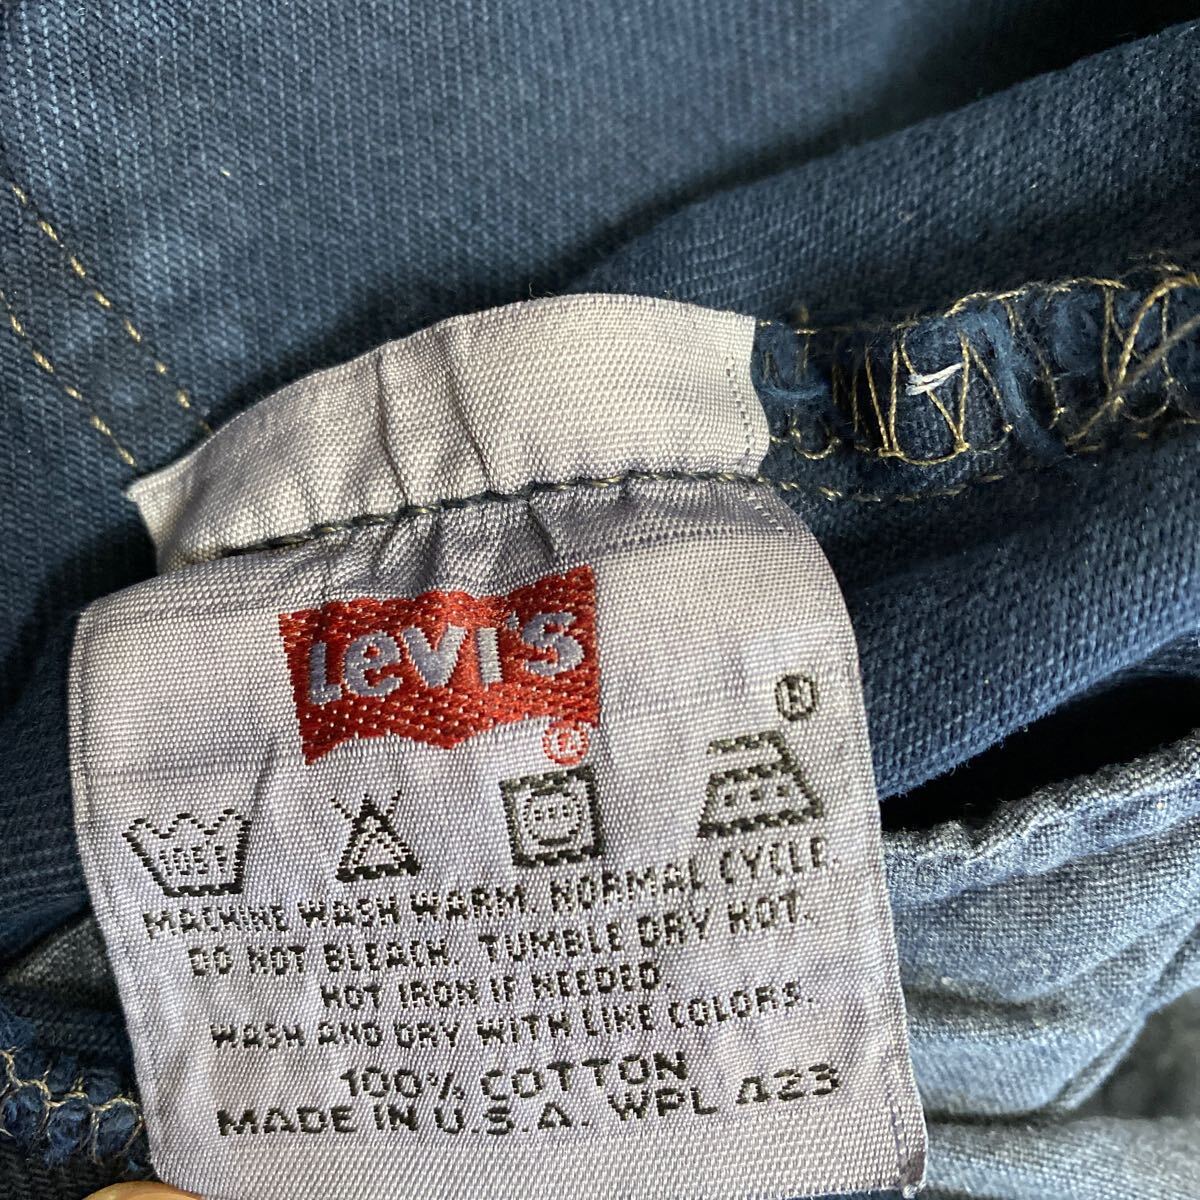 Levi's
®
®
105F
MACHINE WASH WARM. NORMAL CYCLE.
DO NOT BLEACH. TUMBLE DRY HOT.
HOT IRON IF NEEDED.
WASH AND DRY WITH LIKE COLORS.
100% COTTON
MADE IN U.S.A. WPL 423